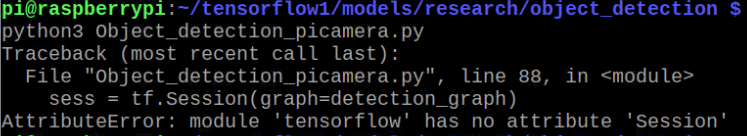 pi@raspberrypi:~/tensorflow1/models/research/object_detection $
python3 Object_detection_picamera.py
Traceback (most recent call last):
  File "Object_detection_picamera.py", line 88, in <module>
    sess = tf.Session(graph=detection_graph)
AttributeError: module 'tensorflow' has no attribute 'Session'